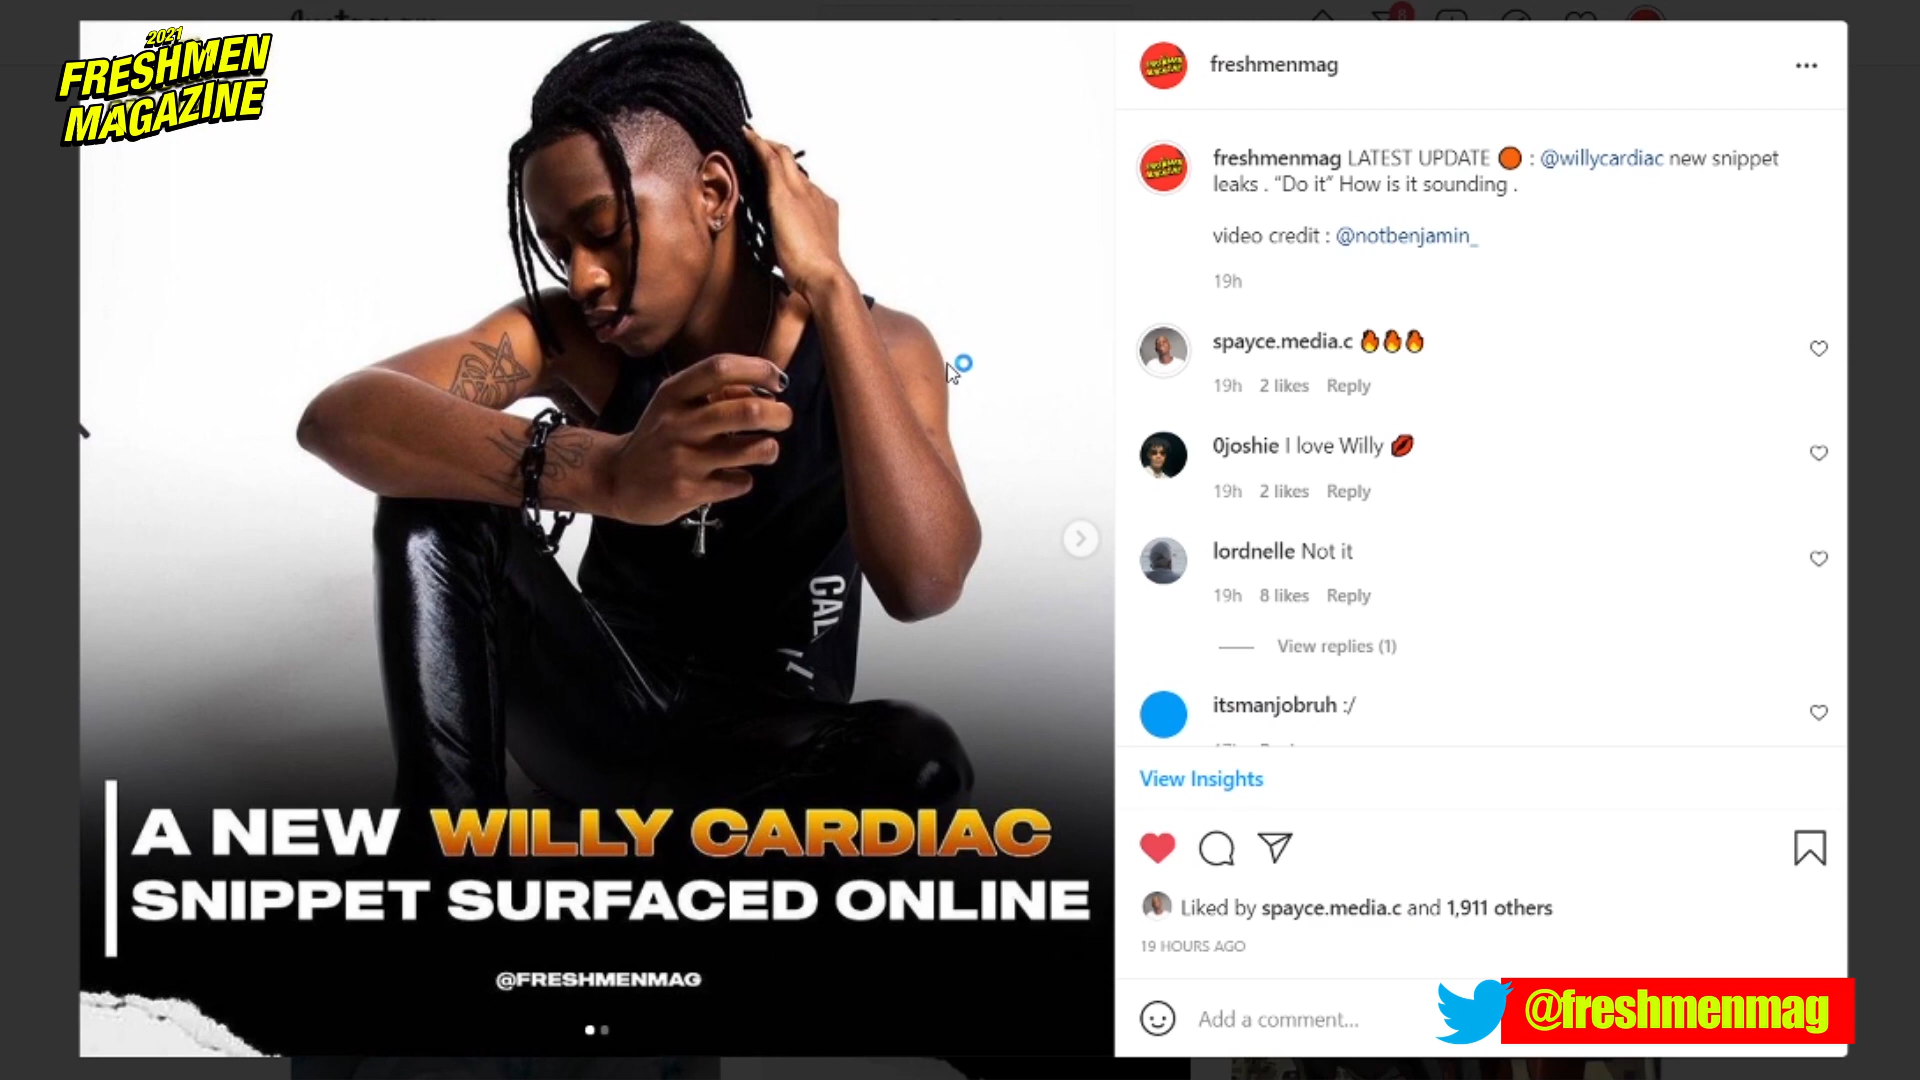 2021
FRESHMEN
MAGAZINE
CAL
A NEW WILLY CARDIAC
SNIPPET SURFACED ONLINE
@FRESHMENMAG
freshmenmag
freshmenmag LATEST UPDATE 🟠 : @willycardiac new snippet
leaks . “Do it” How is it sounding .
video credit : @notbenjamin_
19h
spayce.media.c 🔥🔥🔥
19h 2 likes Reply
0joshie I love Willy 💋
19h 2 likes Reply
lordnelle Not it
19h 8 likes Reply
View replies (1)
itsmanjobruh :/
View Insights
Liked by spayce.media.c and 1,911 others
19 HOURS AGO
Add a comment...
@freshmenmag
8